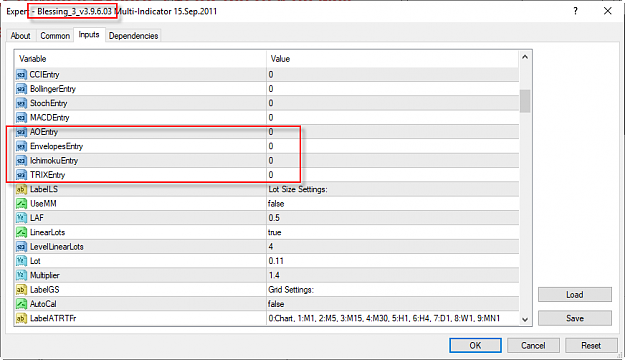 Expert - Blessing_3_v3.9.6.03 Multi-Indicator 15.Sep.2011
?
About Common Inputs Dependencies
Variable Value
CCIEntry 0
BollingerEntry 0
StochEntry 0
MACDEntry 0
AOEntry 0
EnvelopesEntry 0
IchimokuEntry 0
TRIXEntry 0
LabelLS Lot Size Settings:
UseMM false
LAF 0.5
LinearLots true
LevelLinearLots 4
Lot 0.11
Multiplier 1.4
LabelGS Grid Settings:
AutoCal false
LabelATRTFr 0:Chart, 1:M1, 2:M5, 3:M15, 4:M30, 5:H1, 6:H4, 7:D1, 8:W1, 9:MN1
Load
Save
OK Cancel Reset